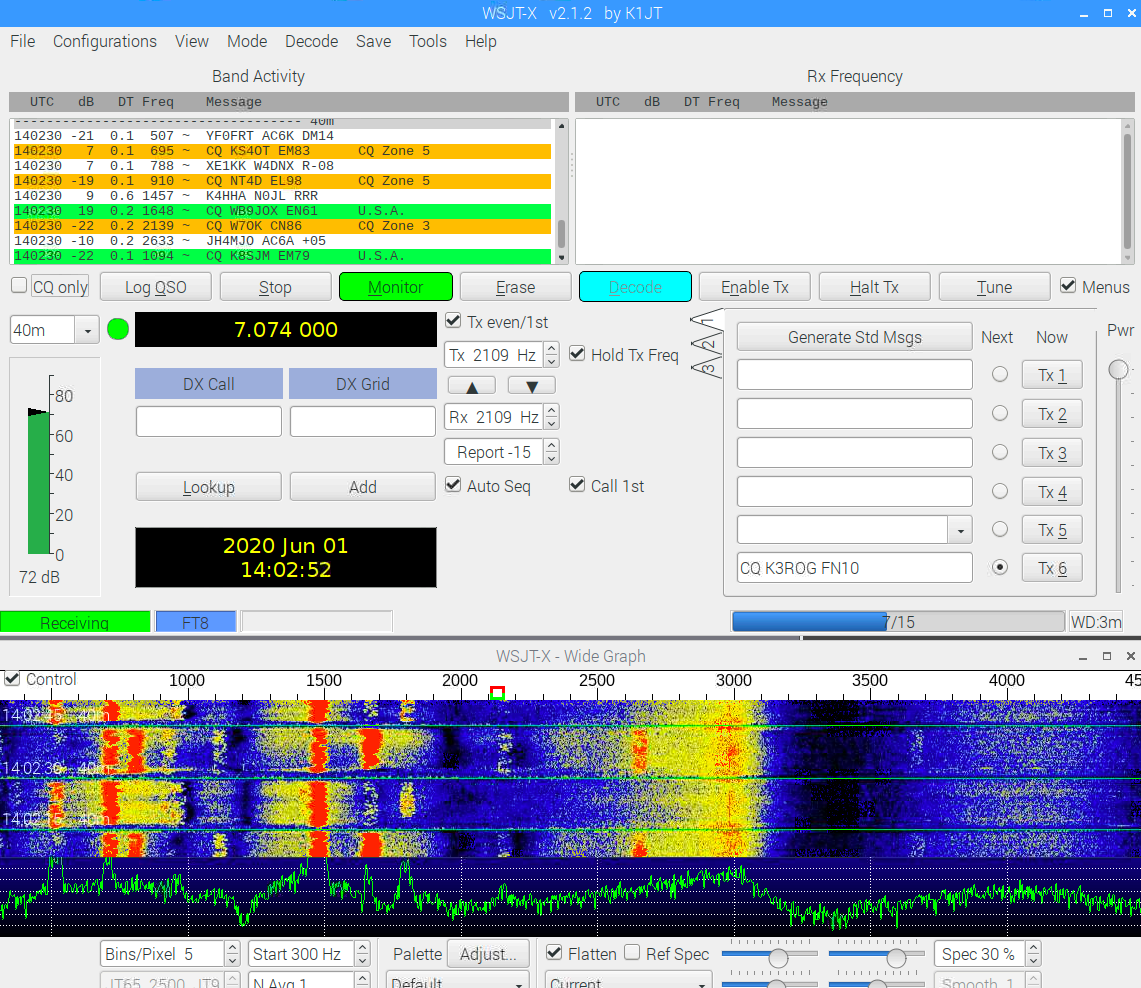 WSJT-X v2.1.2 by K1JT
File Configurations View Mode Decode Save Tools Help
Band Activity
UTC dB DT Freq Message
---------------------------------- 40m
140230 -21 0.1 507 ~ YF0FRT AC6K DM14
140230 7 0.1 695 ~ CQ KS4OT EM83 CQ Zone 5
140230 7 0.1 788 ~ XE1KK W4DNX R-08
140230 -19 0.1 910 ~ CQ NT4D EL98 CQ Zone 5
140230 9 0.6 1457 ~ K4HHA N0JL RRR
140230 19 0.2 1648 ~ CQ WB9JOX EN61 U.S.A.
140230 -22 0.2 2139 ~ CQ W7OK CN86 CQ Zone 3
140230 -10 0.2 2633 ~ JH4MJO AC6A +05
140230 -22 0.1 1094 ~ CQ K8SJM EM79 U.S.A.
Rx Frequency
UTC dB DT Freq Message
CQ only Log QSO Stop Monitor Erase Decode Enable Tx Halt Tx Tune Menus
40m
7.074 000
80
60
40
20
0
72 dB
DX Call DX Grid
Lookup Add
2020 Jun 01
14:02:52
Tx even/1st
Tx 2109 Hz Hold Tx Freq
▲ ▼
Rx 2109 Hz
Report -15
Auto Seq Call 1st
1
2
3
Generate Std Msgs Next Now Pwr
Tx 1
Tx 2
Tx 3
Tx 4
Tx 5
CQ K3ROG FN10 Tx 6
Receiving FT8 7/15 WD:3m
WSJT-X - Wide Graph
Control 1000 1500 2000 2500 3000 3500 4000 45
14:02:45 40m
14:02:30 40m
14:02:15 40m
Bins/Pixel 5 Start 300 Hz Palette Adjust... Flatten Ref Spec Spec 30 %
JT65 2500 JT9 N Avg 1 Default Current Smooth 1